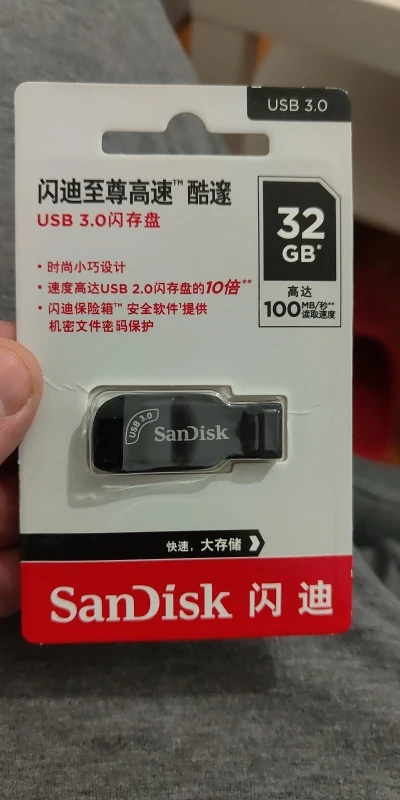 USB 3.0
闪迪至尊高速™ 酷邃
USB 3.0闪存盘
32
GB*
• 时尚小巧设计
• 速度高达USB 2.0闪存盘的10倍**
• 闪迪保险箱™ 安全软件¹提供
机密文件密码保护
高达
100MB/秒**
读取速度
USB 3.0
SanDisk
快速，大存储
SanDisk 闪迪